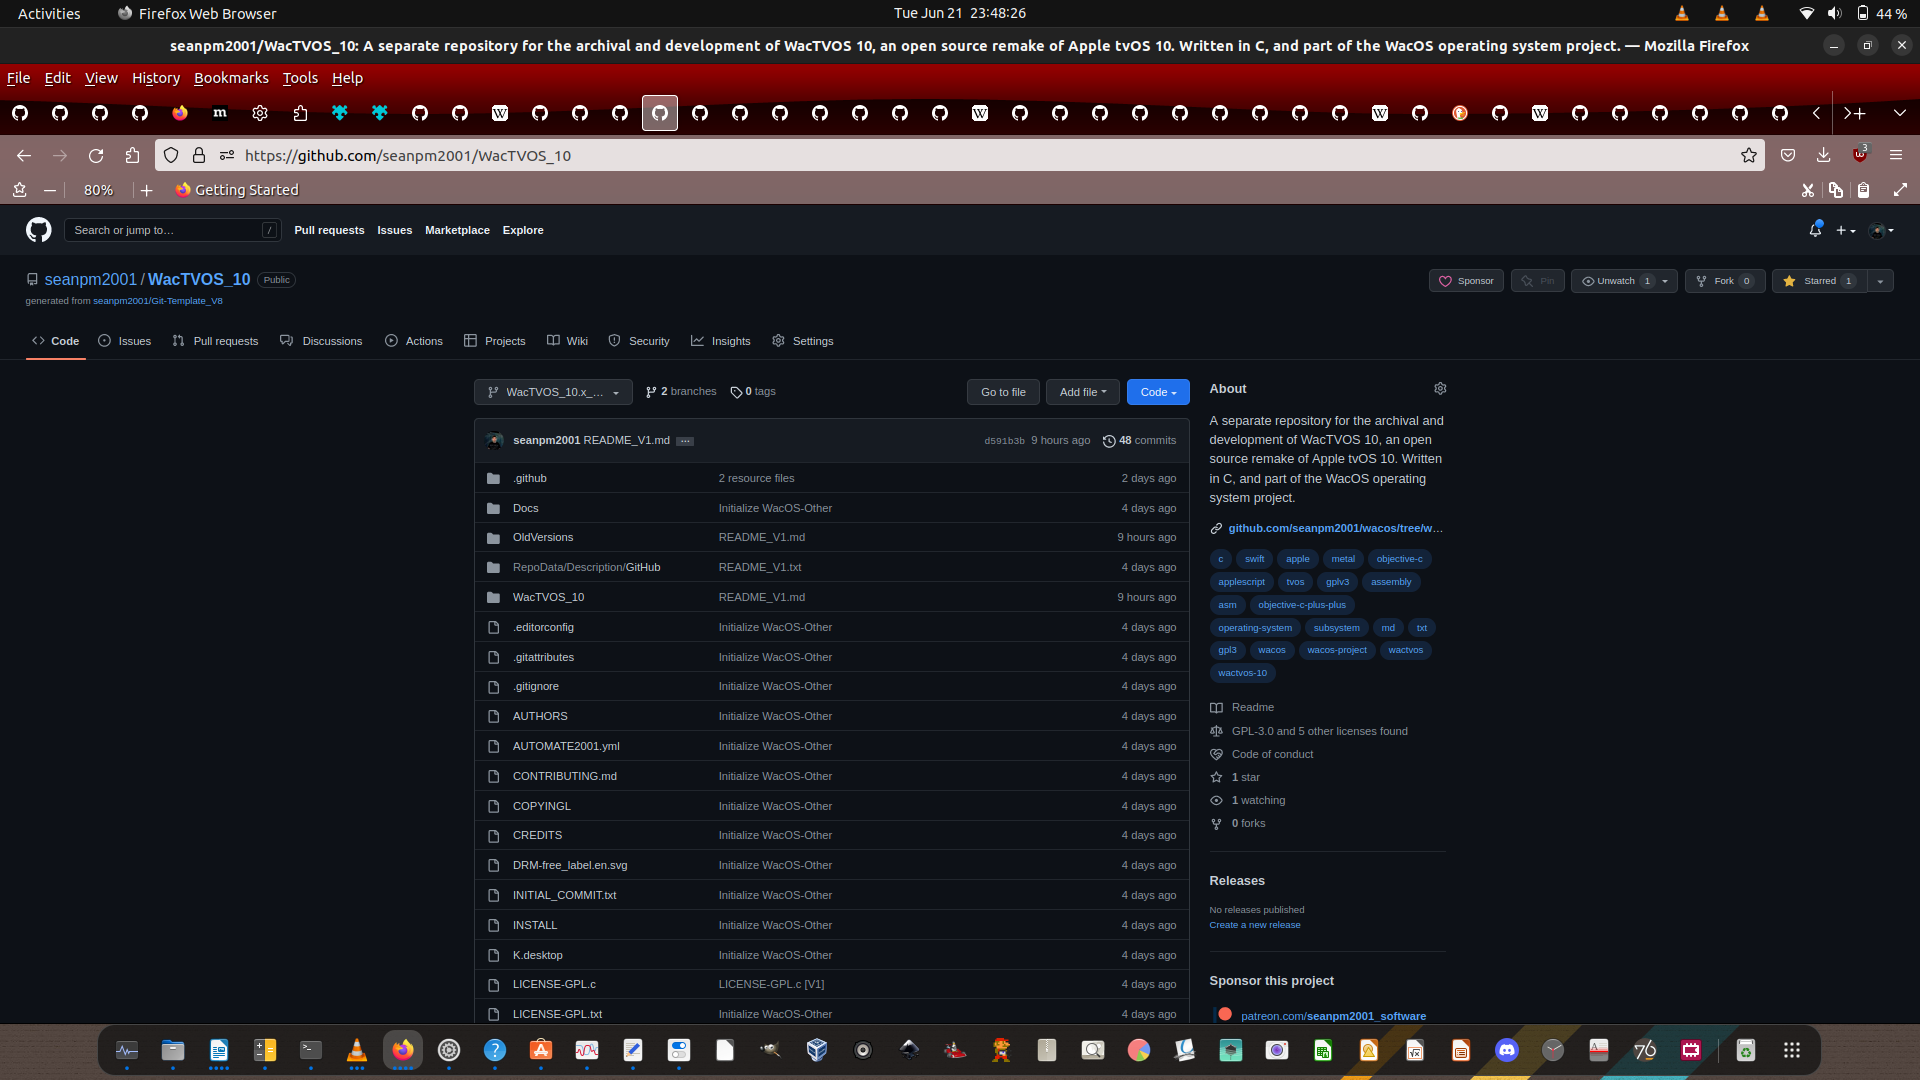 Activities Firefox Web Browser Tue Jun 21 23:48:26 44 %
seanpm2001/WacTVOS_10: A separate repository for the archival and development of WacTVOS 10, an open source remake of Apple tvOS 10. Written in C, and part of the WacOS operating system project. — Mozilla Firefox
File Edit View History Bookmarks Tools Help
https://github.com/seanpm2001/WacTVOS_10 3
80% Getting Started
Search or jump to… / Pull requests Issues Marketplace Explore
seanpm2001 / WacTVOS_10 Public Sponsor Pin Unwatch 1 Fork 0 Starred 1
generated from seanpm2001/Git-Template_V8
Code Issues Pull requests Discussions Actions Projects Wiki Security Insights Settings
WacTVOS_10.x_... 2 branches 0 tags Go to file Add file Code
seanpm2001 README_V1.md ... d591b3b 9 hours ago 48 commits
.github 2 resource files 2 days ago
Docs Initialize WacOS-Other 4 days ago
OldVersions README_V1.md 9 hours ago
RepoData/Description/GitHub README_V1.txt 4 days ago
WacTVOS_10 README_V1.md 9 hours ago
.editorconfig Initialize WacOS-Other 4 days ago
.gitattributes Initialize WacOS-Other 4 days ago
.gitignore Initialize WacOS-Other 4 days ago
AUTHORS Initialize WacOS-Other 4 days ago
AUTOMATE2001.yml Initialize WacOS-Other 4 days ago
CONTRIBUTING.md Initialize WacOS-Other 4 days ago
COPYINGL Initialize WacOS-Other 4 days ago
CREDITS Initialize WacOS-Other 4 days ago
DRM-free_label.en.svg Initialize WacOS-Other 4 days ago
INITIAL_COMMIT.txt Initialize WacOS-Other 4 days ago
INSTALL Initialize WacOS-Other 4 days ago
K.desktop Initialize WacOS-Other 4 days ago
LICENSE-GPL.c LICENSE-GPL.c [V1] 4 days ago
LICENSE-GPL.txt Initialize WacOS-Other 4 days ago
About
A separate repository for the archival and
development of WacTVOS 10, an open
source remake of Apple tvOS 10. Written
in C, and part of the WacOS operating
system project.
github.com/seanpm2001/wacos/tree/w...
c swift apple metal objective-c
applescript tvos gplv3 assembly
asm objective-c-plus-plus
operating-system subsystem md txt
gpl3 wacos wacos-project wactvos
wactvos-10
Readme
GPL-3.0 and 5 other licenses found
Code of conduct
1 star
1 watching
0 forks
Releases
No releases published
Create a new release
Sponsor this project
patreon.com/seanpm2001_software
76